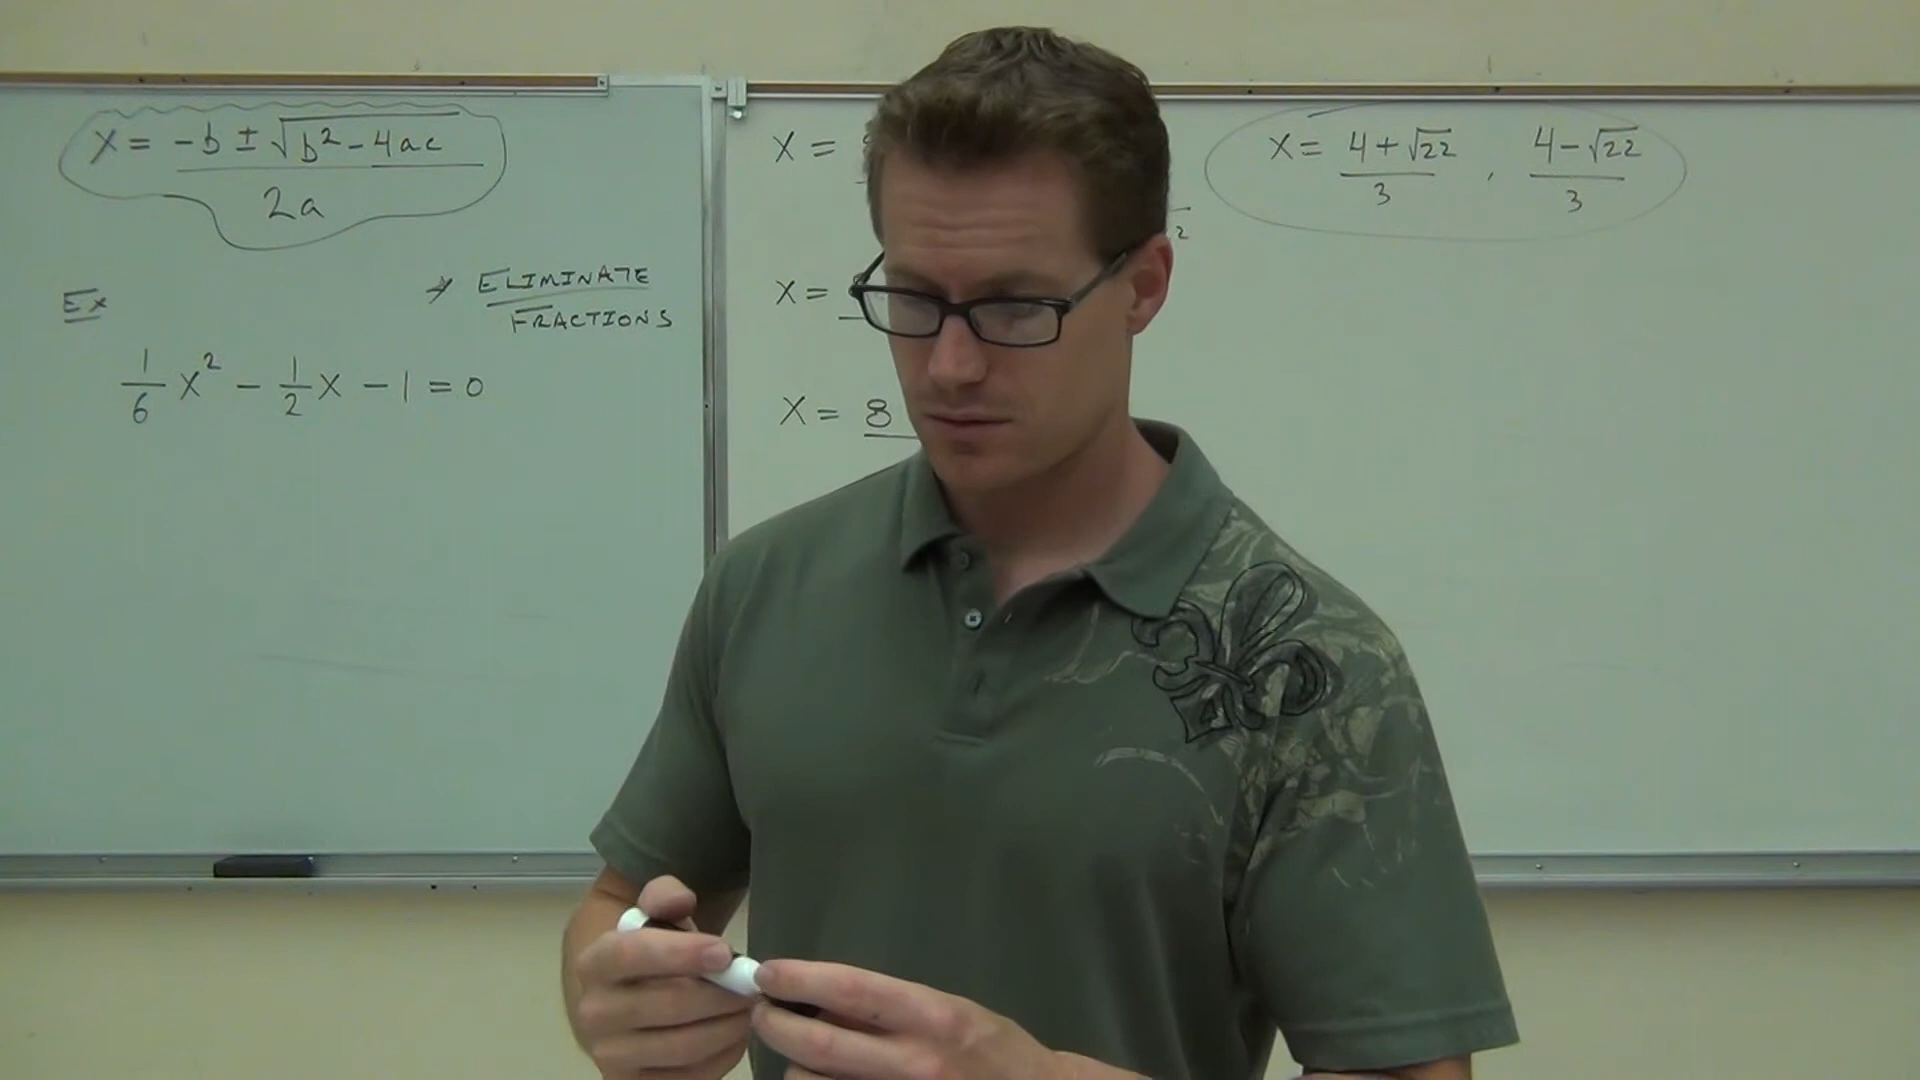 x = -b ± √b² - 4ac
2a
Ex
→ ELIMINATE
FRACTIONS
1/6 x² - 1/2 x - 1 = 0
x =
x =
x = 8
x = 4+√22 / 3 , 4-√22 / 3